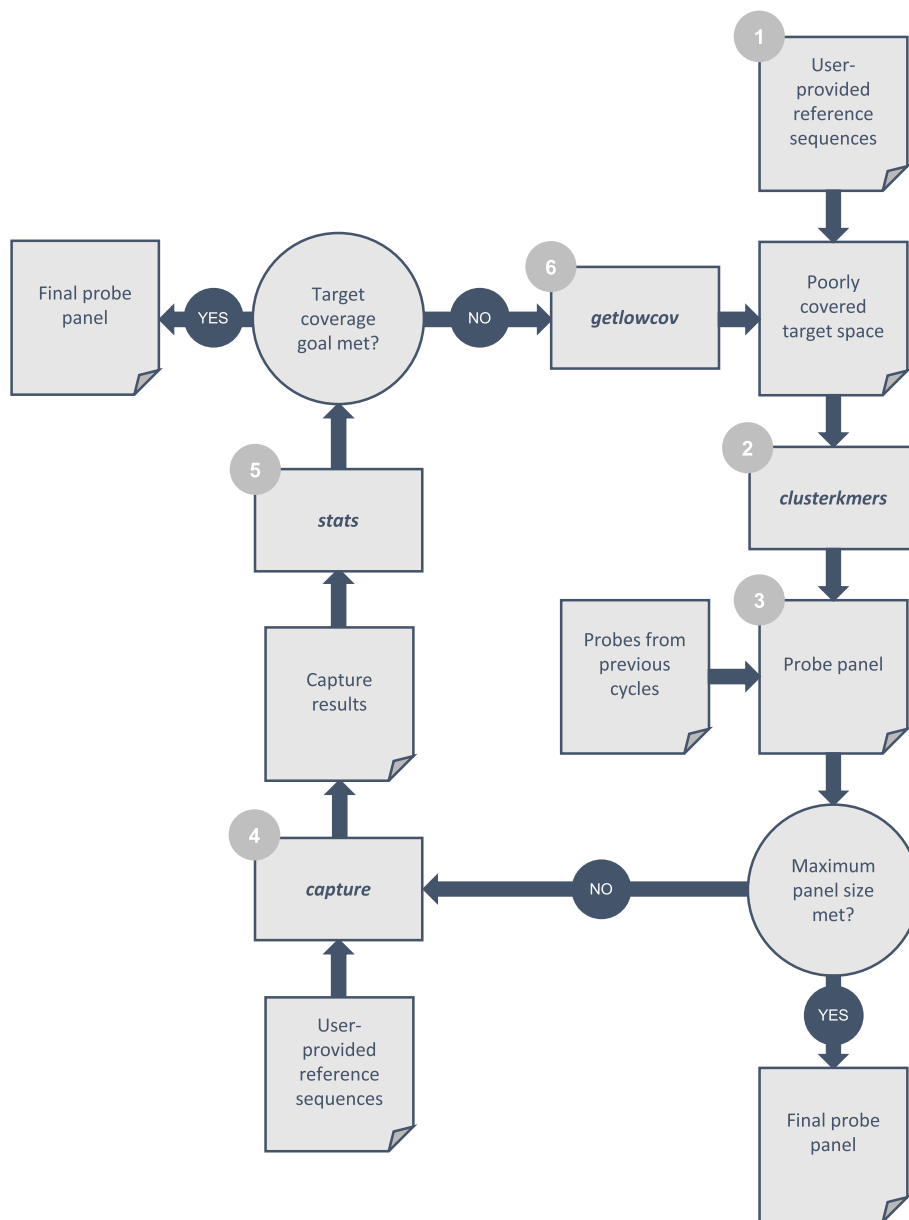 1
User-
provided
reference
sequences
Final probe
panel
YES
Target
coverage
goal met?
NO
6
getlowcov
Poorly
covered
target space
2
clusterkmers
5
stats
3
Probe panel
Probes from
previous
cycles
Capture
results
4
capture
NO
Maximum
panel size
met?
YES
User-
provided
reference
sequences
Final probe
panel